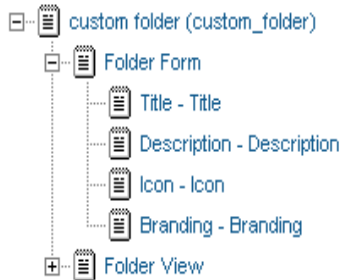 custom folder (custom_folder)
Folder Form
Title - Title
Description - Description
Icon - Icon
Branding - Branding
Folder View